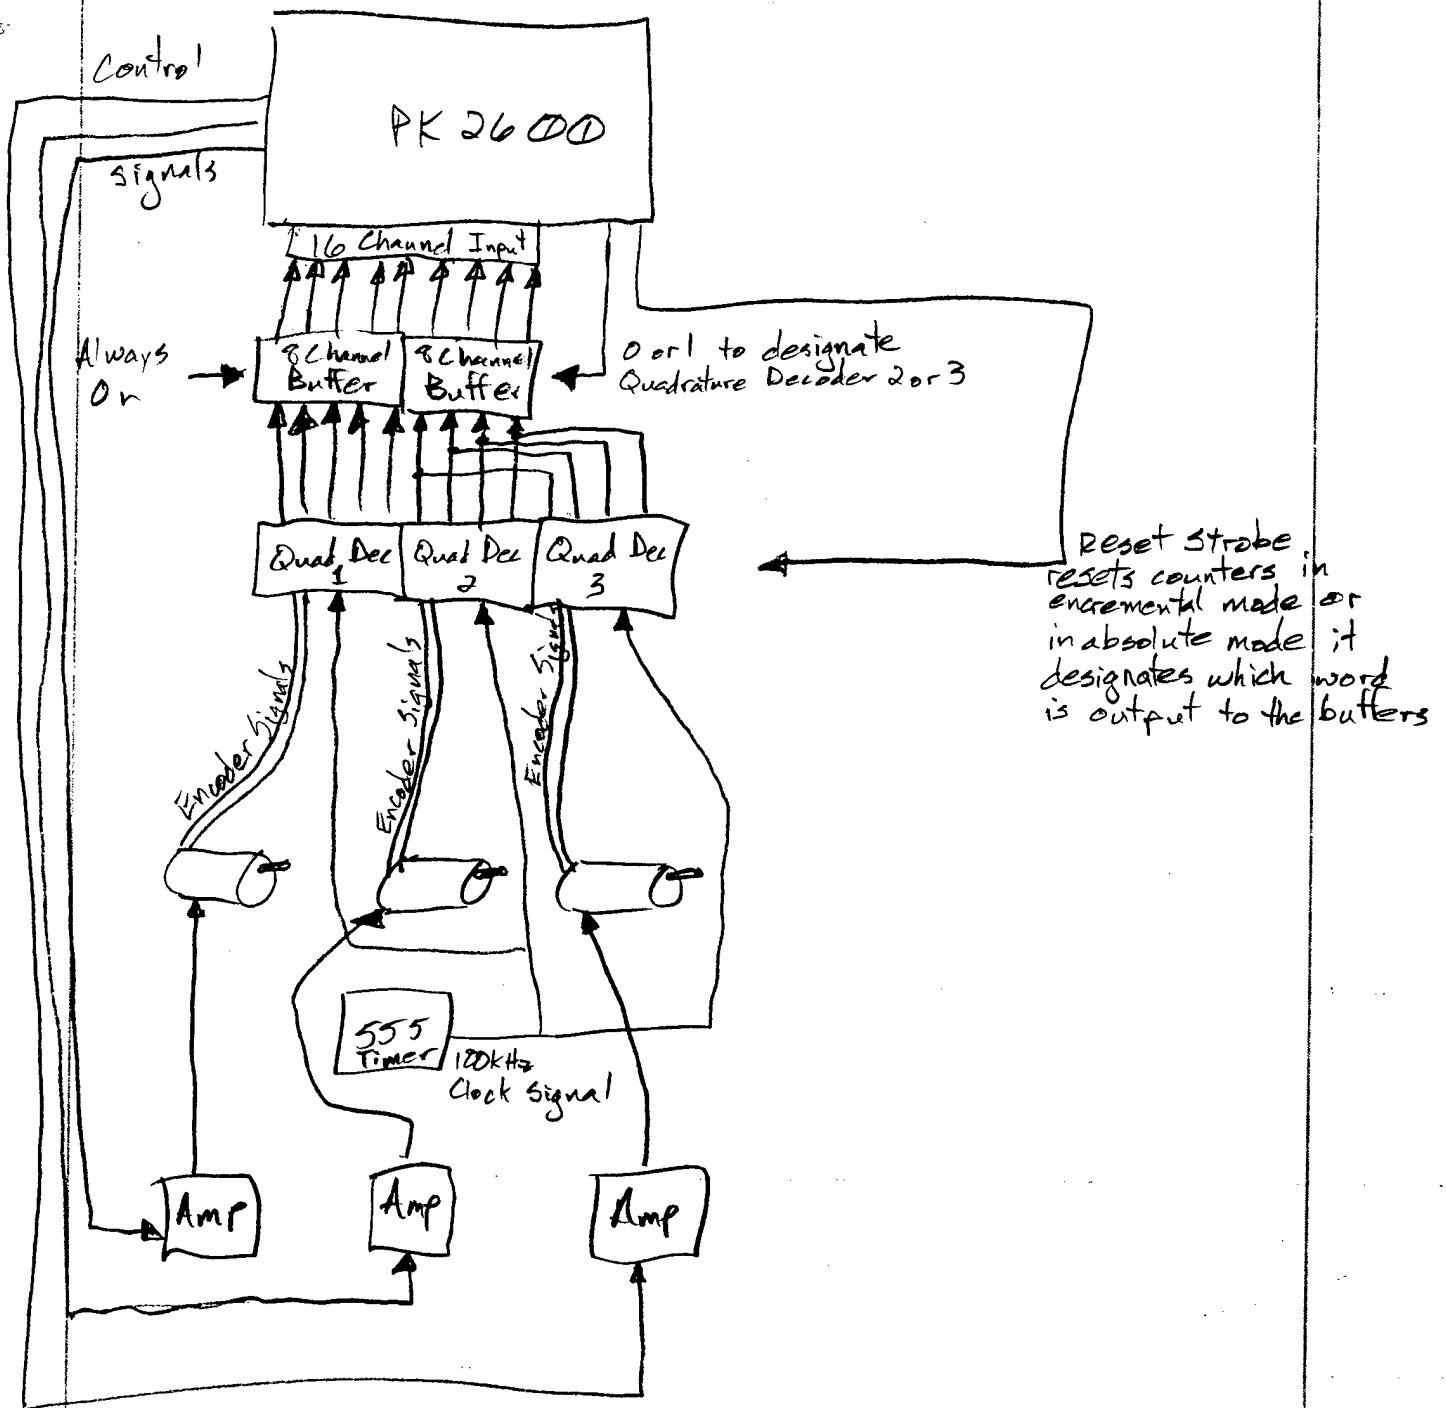 Control
PK 2600
signals
16 Channel Input
Always
On
8 Channel
Buffer
8 Channel
Buffer
0 or 1 to designate
Quadrature Decoder 2 or 3
Quad Dec
1
Quad Dec
2
Quad Dec
3
Reset Strobe
resets counters in
encremental mode or
in absolute mode it
designates which word
is output to the buffers
Encoder Signals
Encoder Signals
Encoder Signals
555
Timer
100kHz
Clock Signal
Amp
Amp
Amp